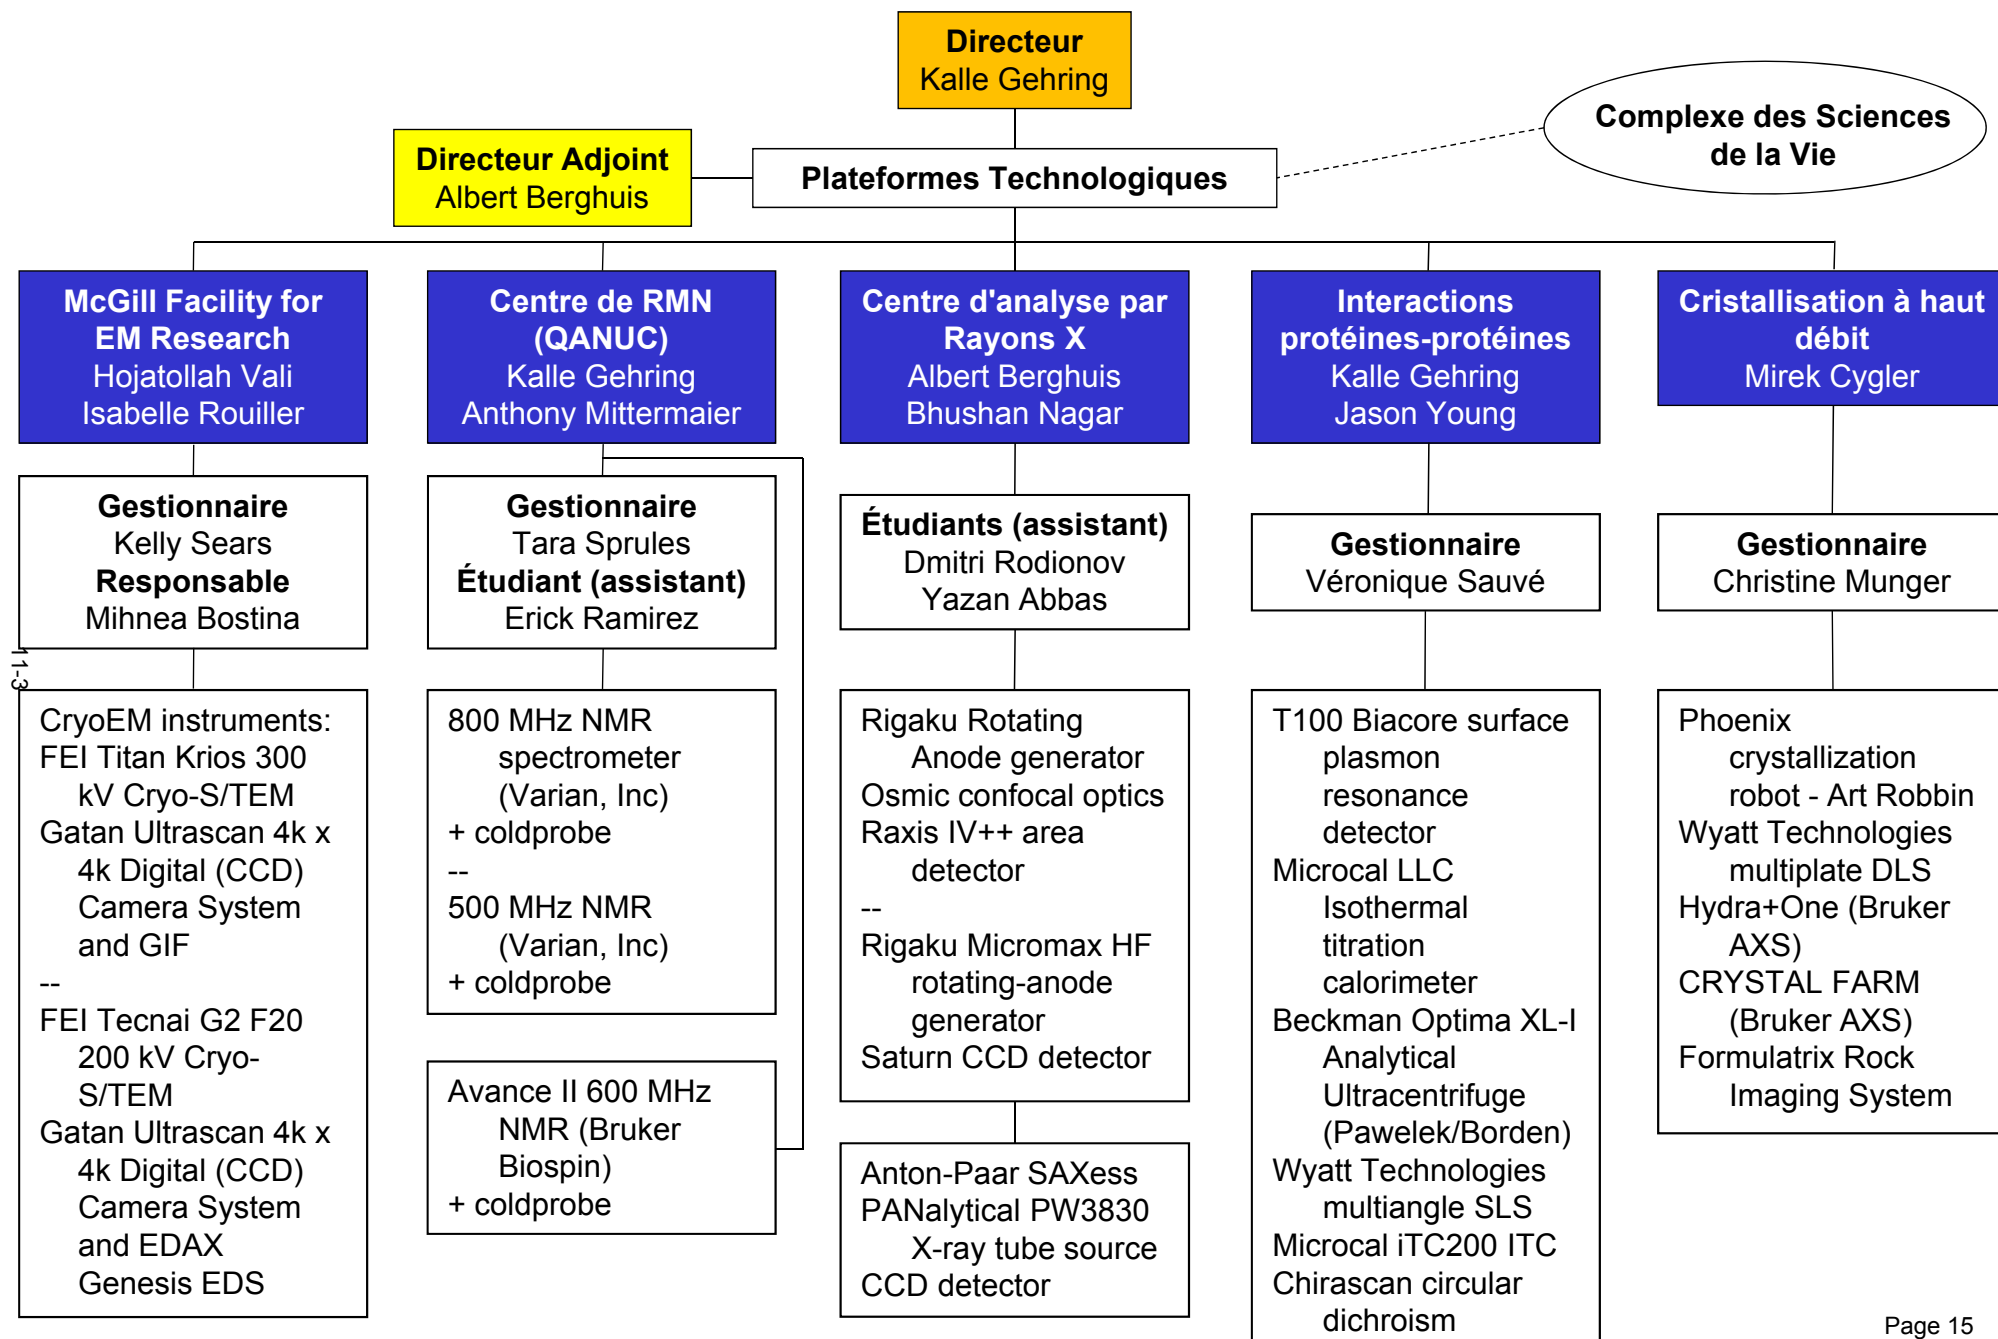 Directeur
Kalle Gehring
Complexe des Sciences
de la Vie
Directeur Adjoint
Albert Berghuis
Plateformes Technologiques
McGill Facility for
EM Research
Hojatollah Vali
Isabelle Rouiller
Centre de RMN
(QANUC)
Kalle Gehring
Anthony Mittermaier
Centre d'analyse par
Rayons X
Albert Berghuis
Bhushan Nagar
Interactions
protéines-protéines
Kalle Gehring
Jason Young
Cristallisation à haut
débit
Mirek Cygler
Gestionnaire
Kelly Sears
Responsable
Mihnea Bostina
Gestionnaire
Tara Sprules
Étudiant (assistant)
Erick Ramirez
Étudiants (assistant)
Dmitri Rodionov
Yazan Abbas
Gestionnaire
Véronique Sauvé
Gestionnaire
Christine Munger
11-3
CryoEM instruments:
FEI Titan Krios 300
kV Cryo-S/TEM
Gatan Ultrascan 4k x
4k Digital (CCD)
Camera System
and GIF
--
FEI Tecnai G2 F20
200 kV Cryo-
S/TEM
Gatan Ultrascan 4k x
4k Digital (CCD)
Camera System
and EDAX
Genesis EDS
800 MHz NMR
spectrometer
(Varian, Inc)
+ coldprobe
--
500 MHz NMR
(Varian, Inc)
+ coldprobe
Avance II 600 MHz
NMR (Bruker
Biospin)
+ coldprobe
Rigaku Rotating
Anode generator
Osmic confocal optics
Raxis IV++ area
detector
--
Rigaku Micromax HF
rotating-anode
generator
Saturn CCD detector
Anton-Paar SAXess
PANalytical PW3830
X-ray tube source
CCD detector
T100 Biacore surface
plasmon
resonance
detector
Microcal LLC
Isothermal
titration
calorimeter
Beckman Optima XL-I
Analytical
Ultracentrifuge
(Pawelek/Borden)
Wyatt Technologies
multiangle SLS
Microcal iTC200 ITC
Chirascan circular
dichroism
Phoenix
crystallization
robot - Art Robbin
Wyatt Technologies
multiplate DLS
Hydra+One (Bruker
AXS)
CRYSTAL FARM
(Bruker AXS)
Formulatrix Rock
Imaging System
Page 15